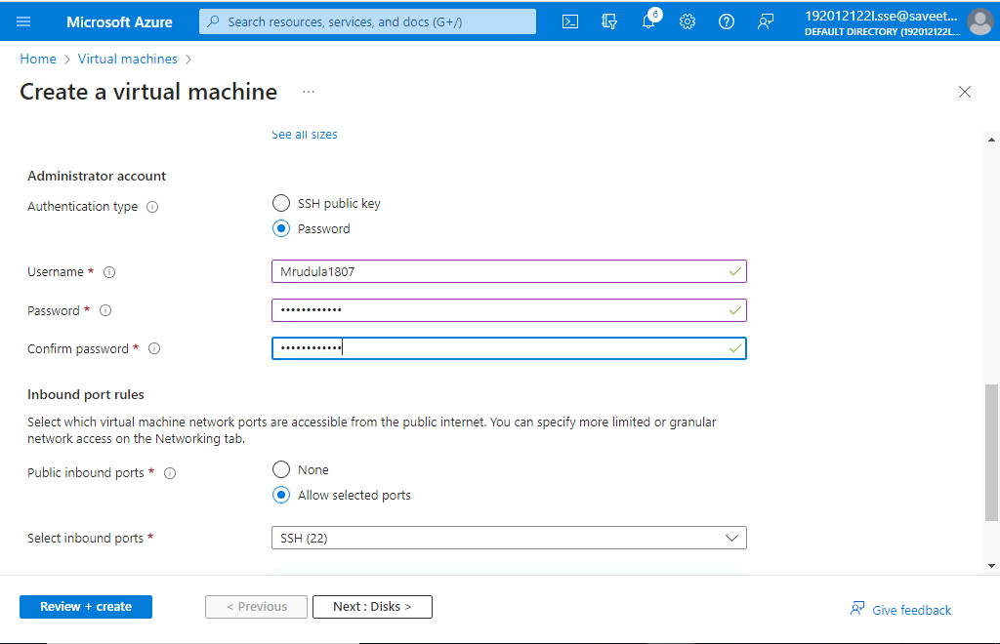 Microsoft Azure
Search resources, services, and docs (G+/)
6
192012122l.sse@saveet...
DEFAULT DIRECTORY (192012122L...
Home > Virtual machines >
Create a virtual machine ...
See all sizes
Administrator account
Authentication type
SSH public key
Password
Username *
Mrudula1807
Password *
••••••••••••
Confirm password *
••••••••••••
Inbound port rules
Select which virtual machine network ports are accessible from the public internet. You can specify more limited or granular
network access on the Networking tab.
Public inbound ports *
None
Allow selected ports
Select inbound ports *
SSH (22)
Review + create
< Previous
Next : Disks >
Give feedback